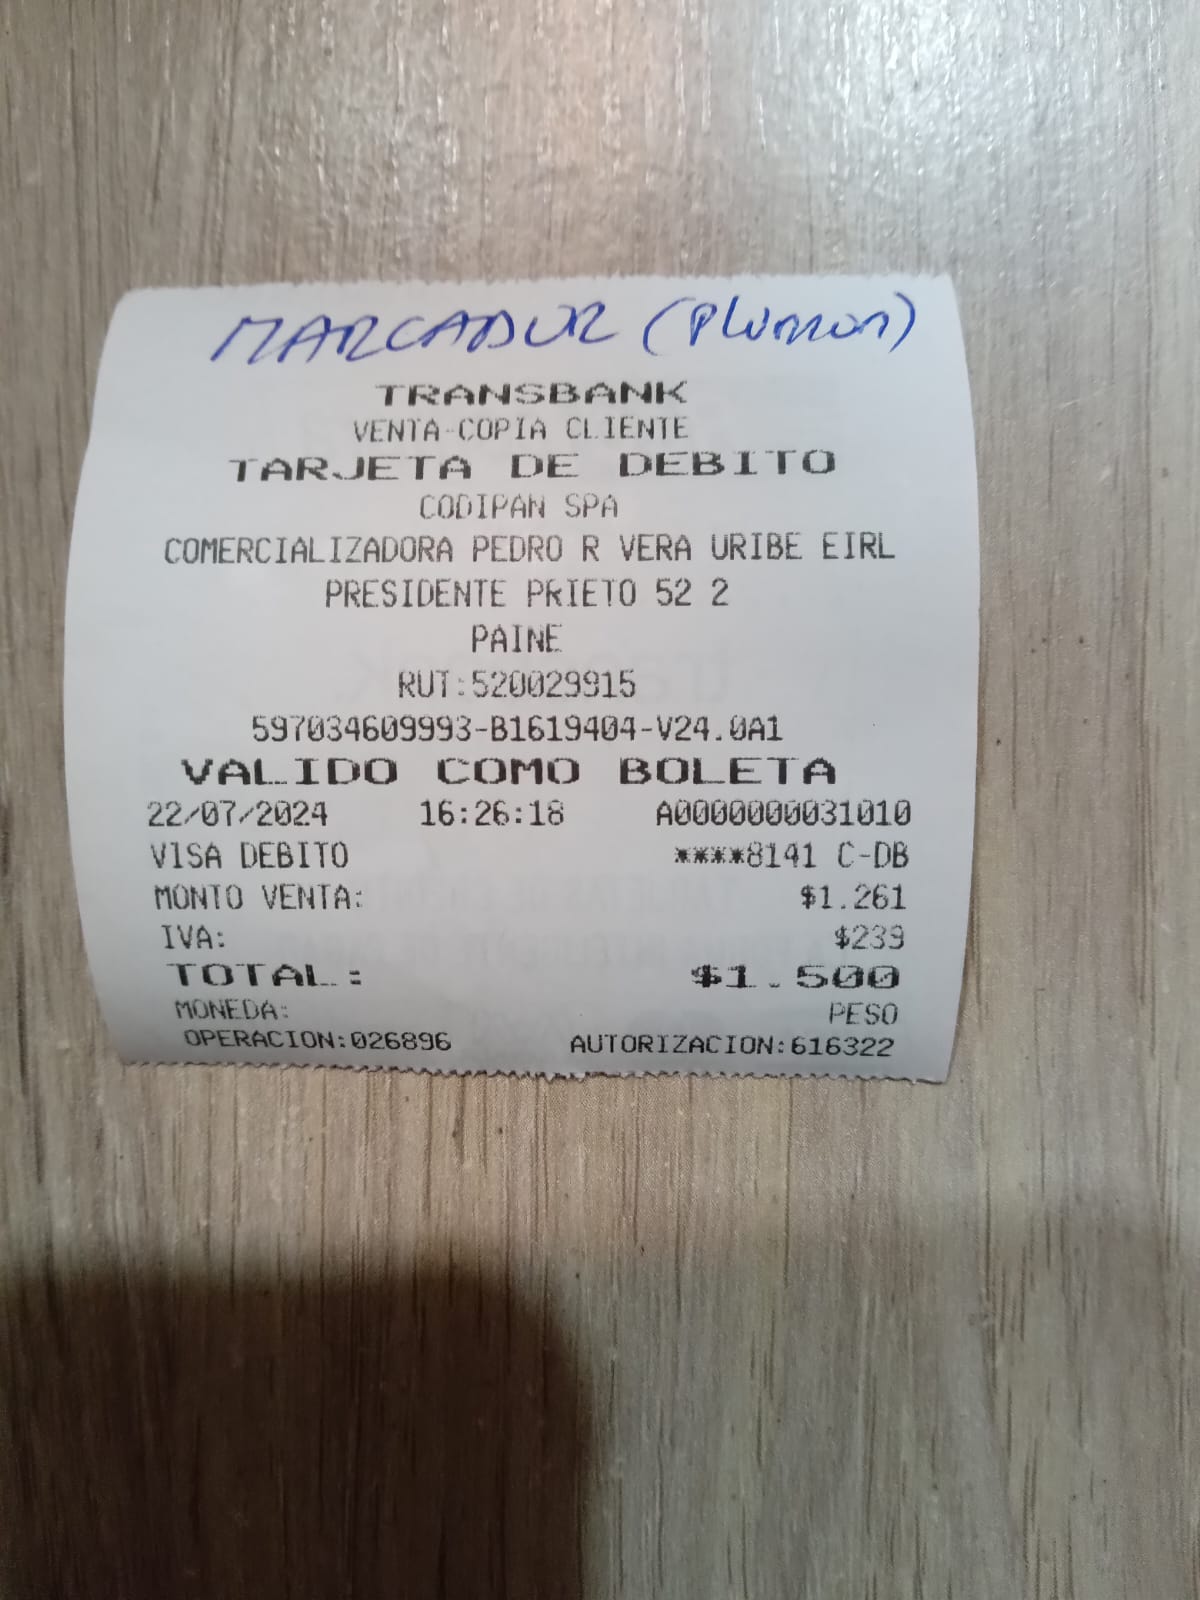 MARCADOR (Plumon)
TRANSBANK
VENTA-COPIA CLIENTE
TARJETA DE DEBITO
CODIPAN SPA
COMERCIALIZADORA PEDRO R VERA URIBE EIRL
PRESIDENTE PRIETO 52 2
PAINE
RUT:520029915
597034609993-B1619404-V24.0A1
VALIDO COMO BOLETA
22/07/2024 16:26:18 A0000000031010
VISA DEBITO ****8141 C-DB
MONTO VENTA: $1.261
IVA: $239
TOTAL: $1.500
MONEDA: PESO
OPERACION:026896 AUTORIZACION:616322